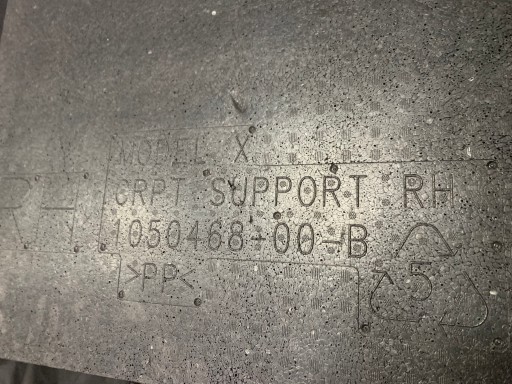 MODEL X
CRPT SUPPORT RH
1050468-00-B
>PP<
5